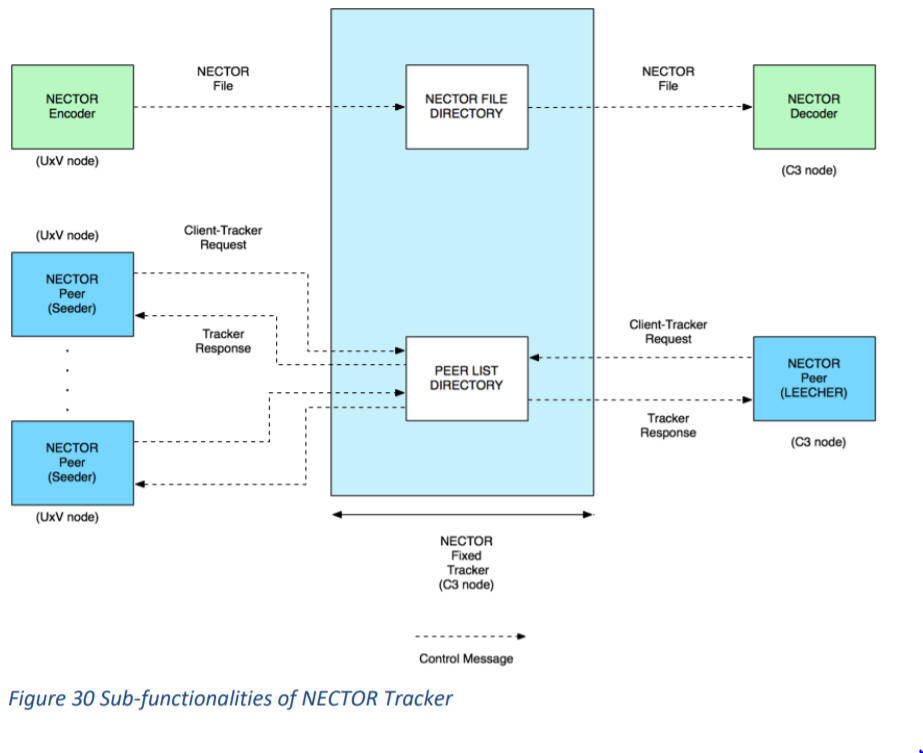 NECTOR
File
NECTOR
File
NECTOR
Encoder
NECTOR FILE
DIRECTORY
NECTOR
Decoder
(UxV node)
(C3 node)
(UxV node)
Client-Tracker
Request
NECTOR
Peer
(Seeder)
Tracker
Response
Client-Tracker
Request
PEER LIST
DIRECTORY
NECTOR
Peer
(LEECHER)
Tracker
Response
(C3 node)
NECTOR
Peer
(Seeder)
(UxV node)
NECTOR
Fixed
Tracker
(C3 node)
Control Message
Figure 30 Sub-functionalities of NECTOR Tracker